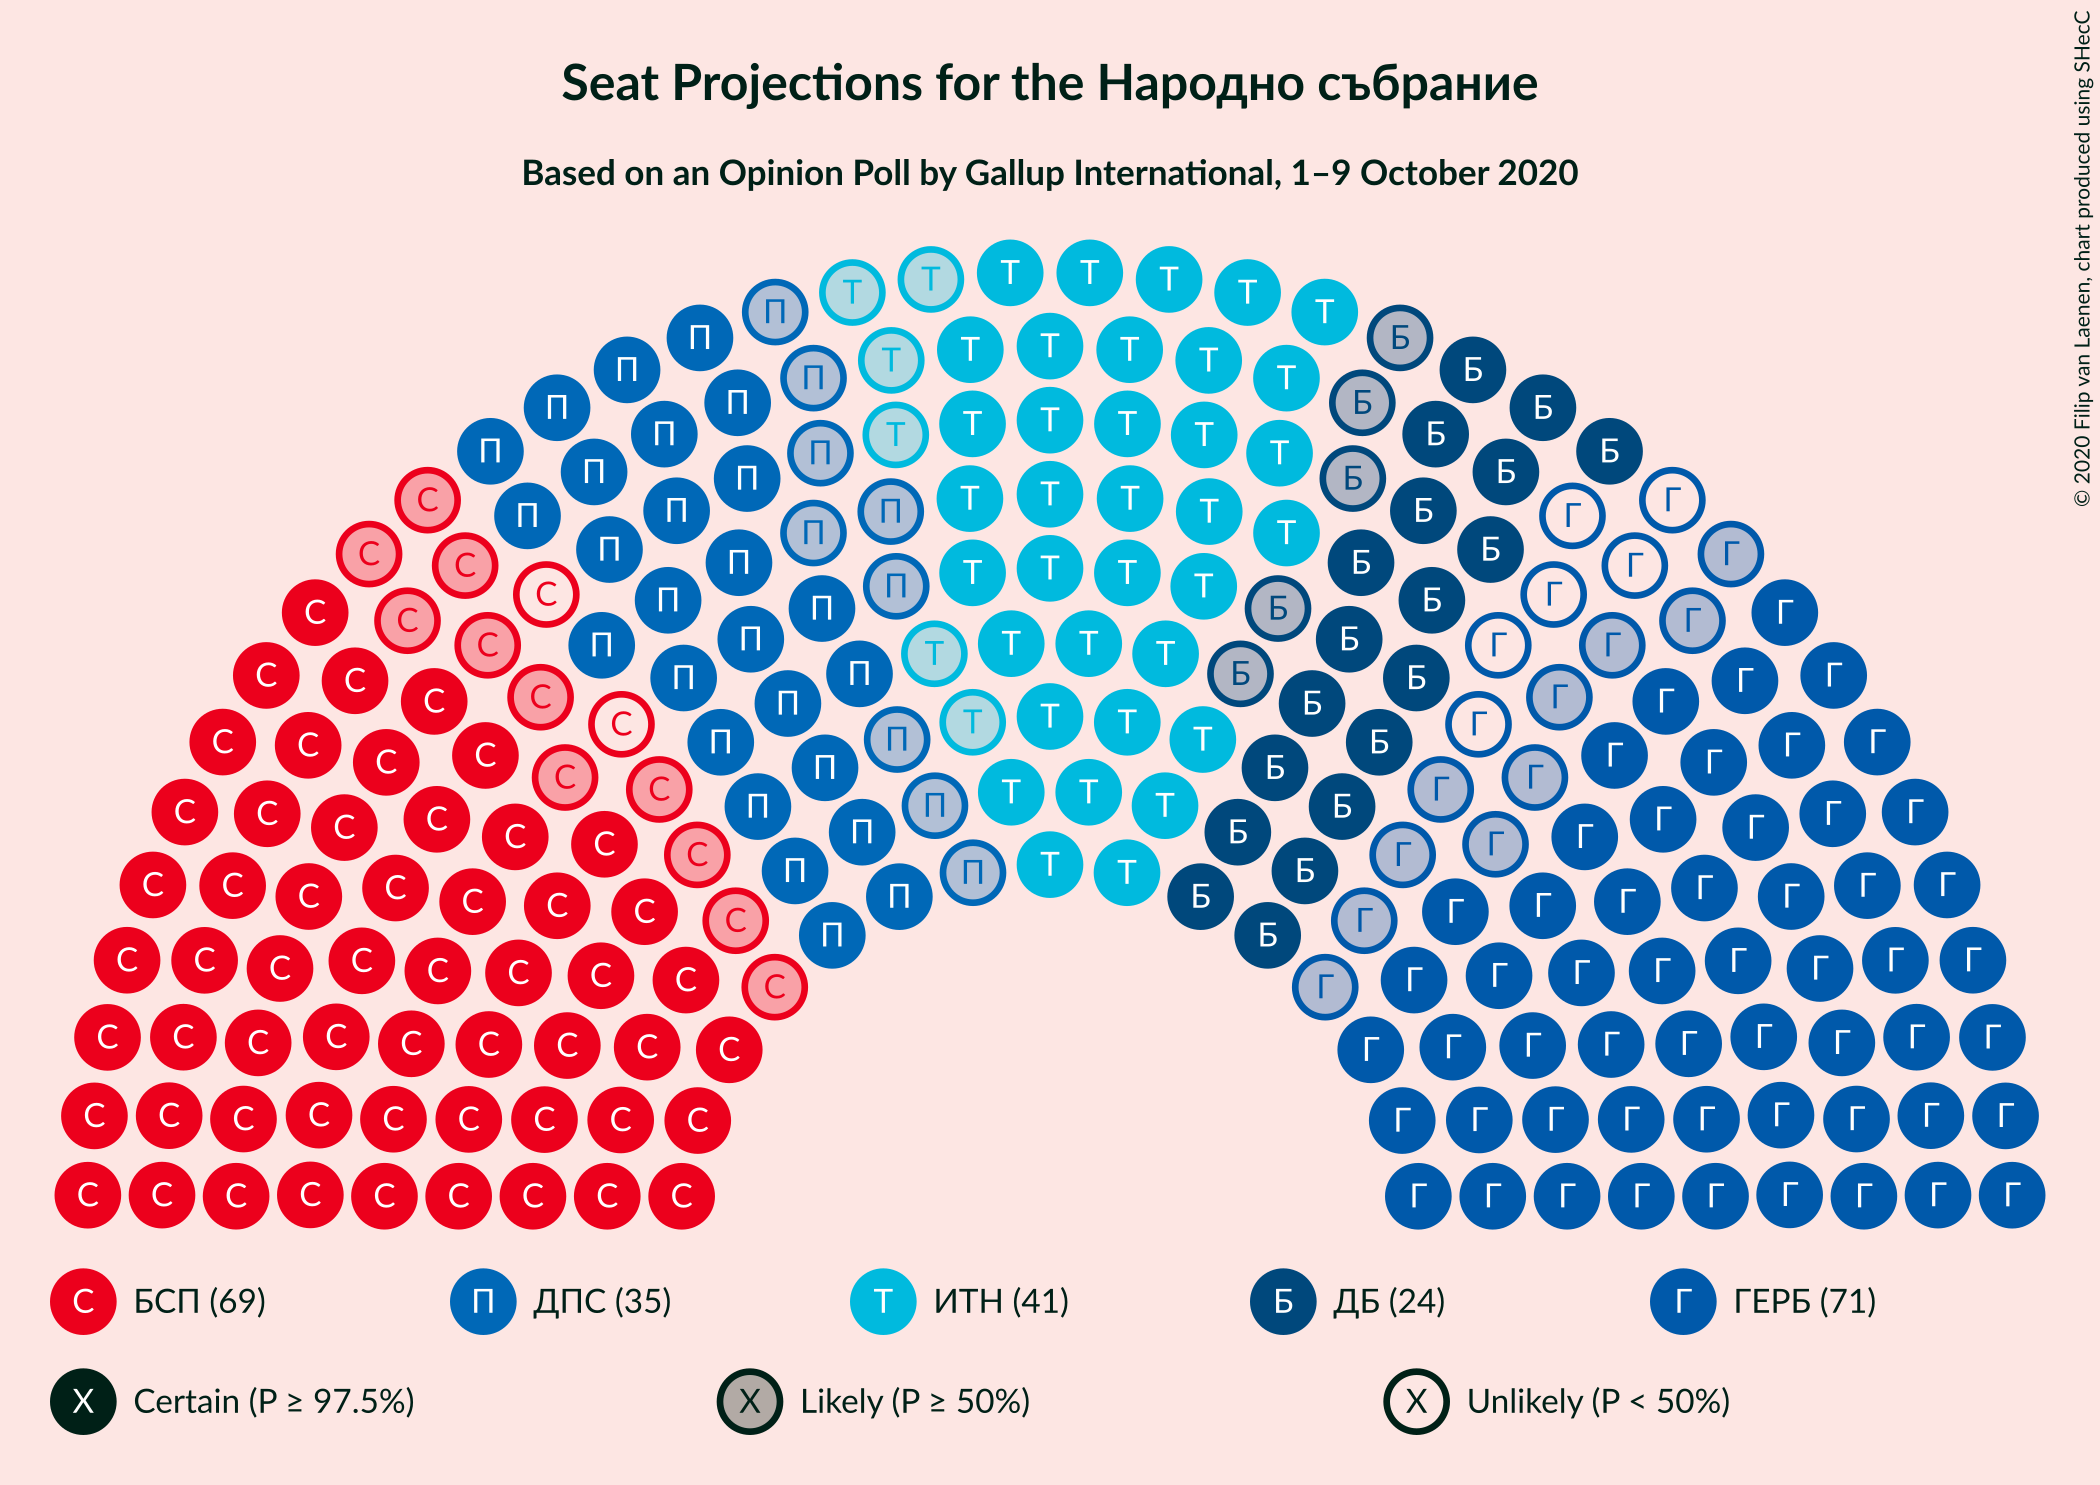 Seat Projections for the Народно събрание
Based on an Opinion Poll by Gallup International, 1–9 October 2020
© 2020 Filip van Laenen, chart produced using SHecC
С БСП (69) П ДПС (35) Т ИТН (41) Б ДБ (24) Г ГЕРБ (71)
X Certain (P ≥ 97.5%) X Likely (P ≥ 50%) X Unlikely (P < 50%)